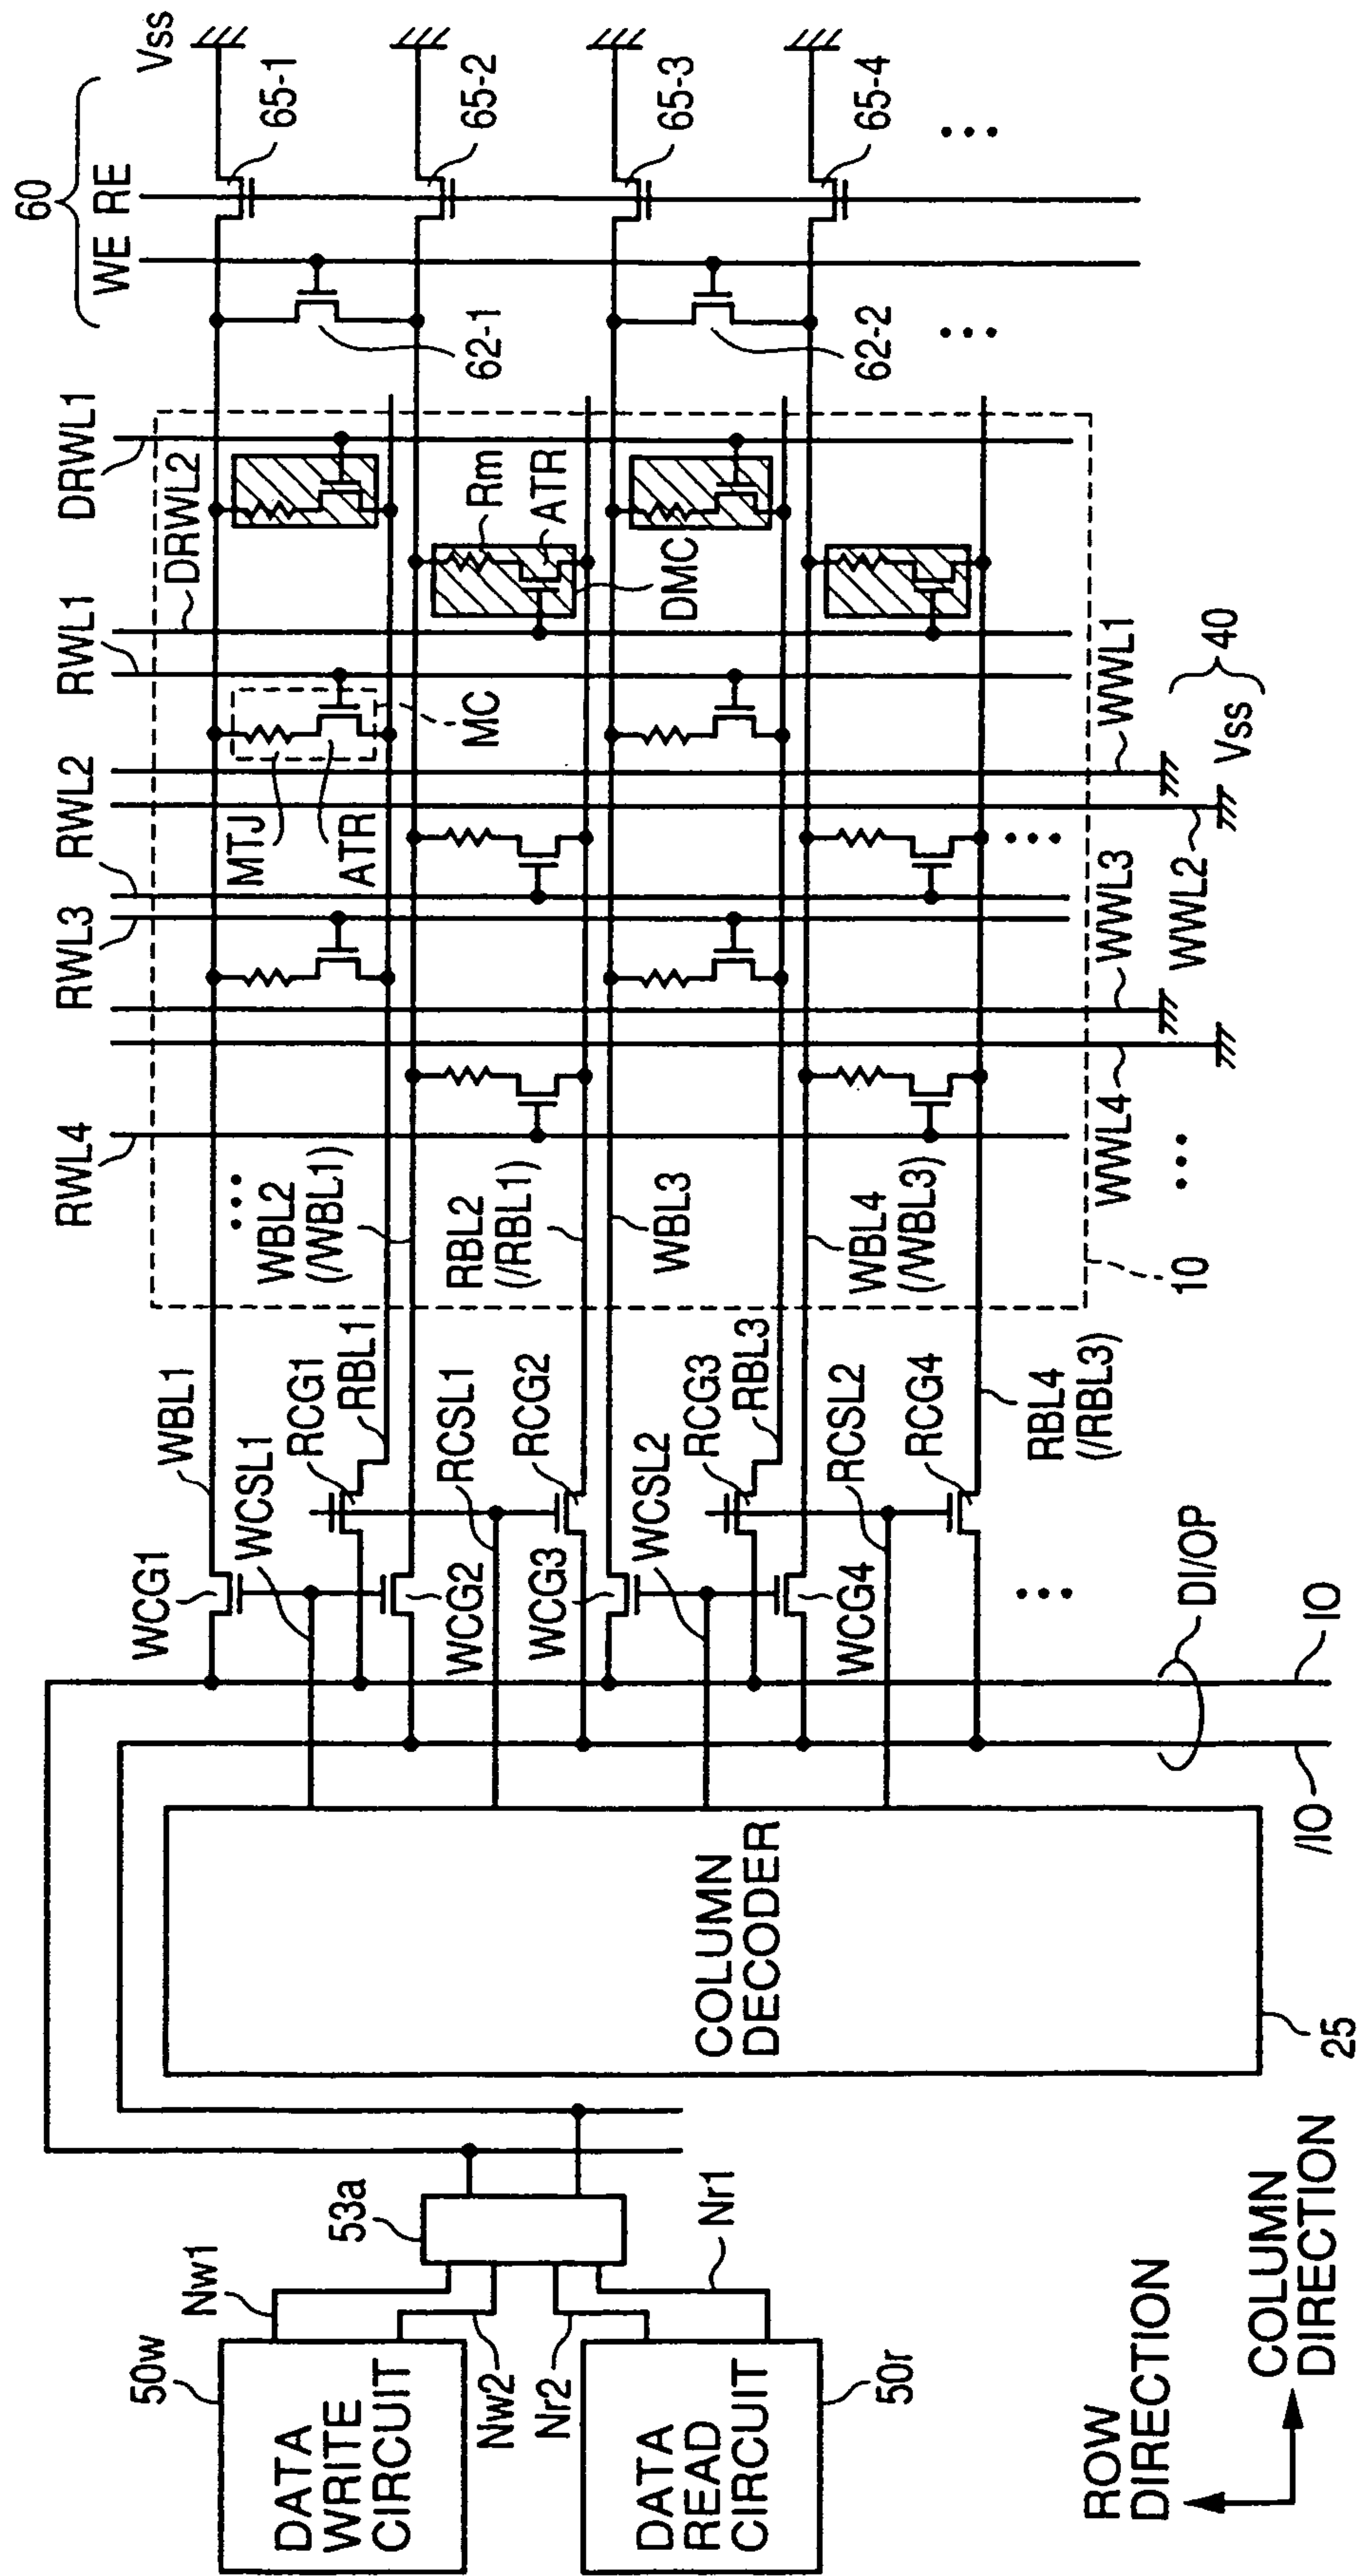 60
WE RE Vss
65-1
65-2
65-3
65-4
62-1
62-2
DRWL1
DRWL2
RWL1
RWL2
RWL3
RWL4
Rm
ATR
DMC
MC
MTJ
ATR
WWL1
40
Vss
WWL2
WWL3
WWL4
WBL2
(/WBL1)
RBL2
(/RBL1)
WBL3
WBL4
(/WBL3)
10
WBL1
WCSL1
RCG1
RBL1
RCSL1
RCG2
WCSL2
RCG3
RBL3
RCSL2
RCG4
RBL4
(/RBL3)
WCG1
WCG2
WCG3
WCG4
DI/OP
IO
/IO
COLUMN
DECODER
25
53a
Nw1
Nw2
Nr2
Nr1
50w
DATA
WRITE
CIRCUIT
DATA
READ
CIRCUIT
50r
ROW
DIRECTION
COLUMN
DIRECTION